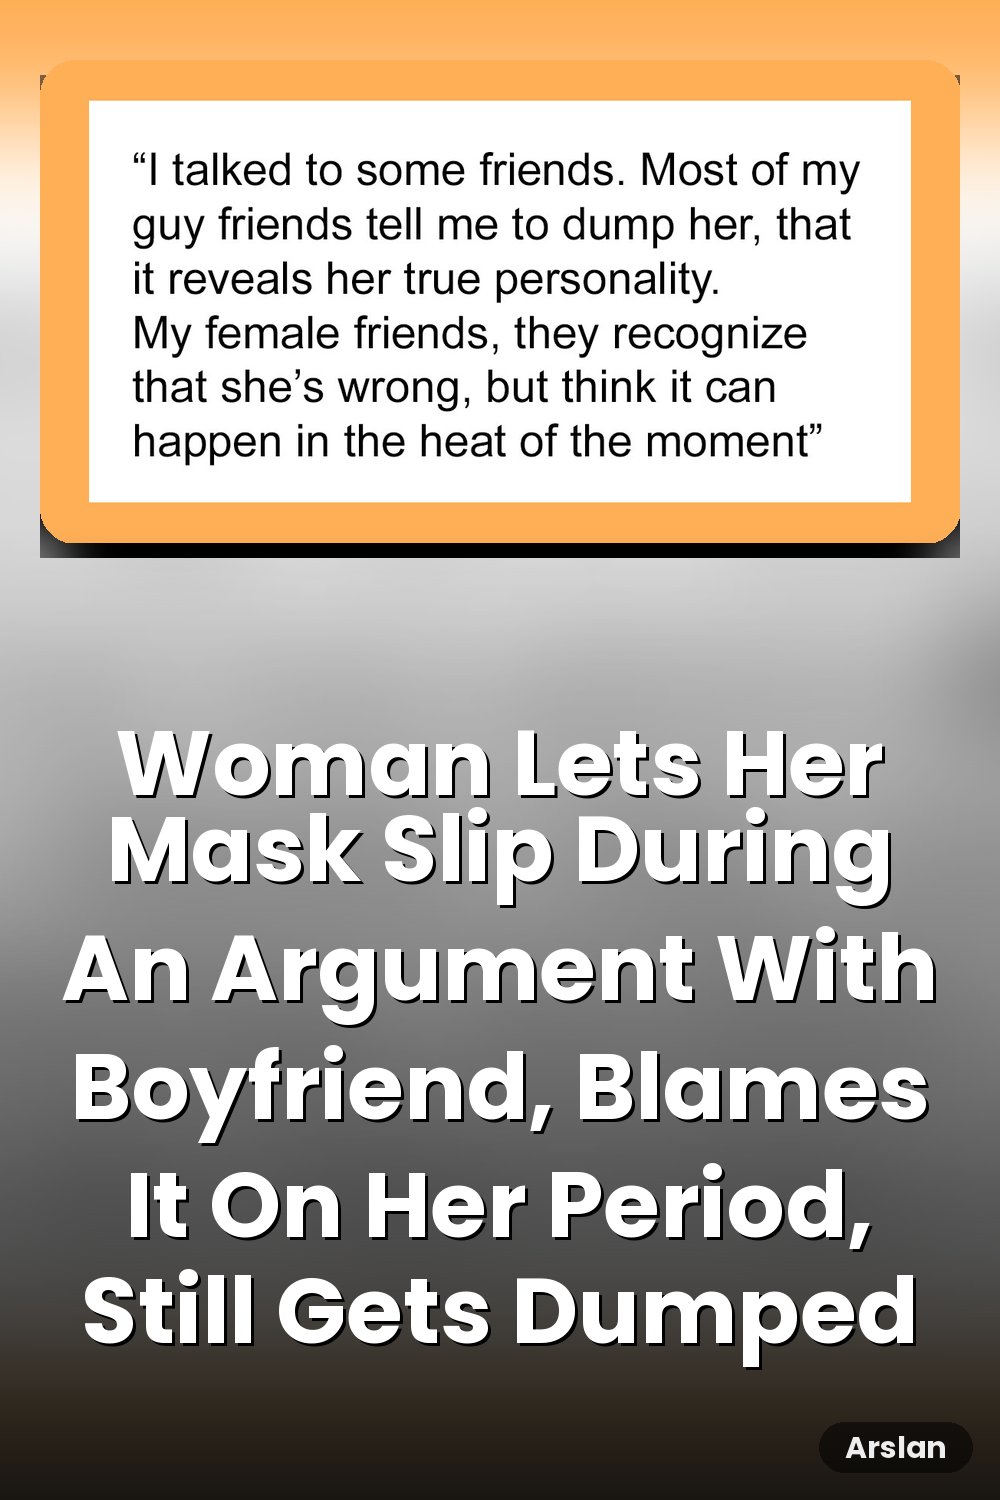 “I talked to some friends. Most of my
guy friends tell me to dump her, that
it reveals her true personality.
My female friends, they recognize
that she’s wrong, but think it can
happen in the heat of the moment”
Woman Lets Her
Mask Slip During
An Argument With
Boyfriend, Blames
It On Her Period,
Still Gets Dumped
Arslan